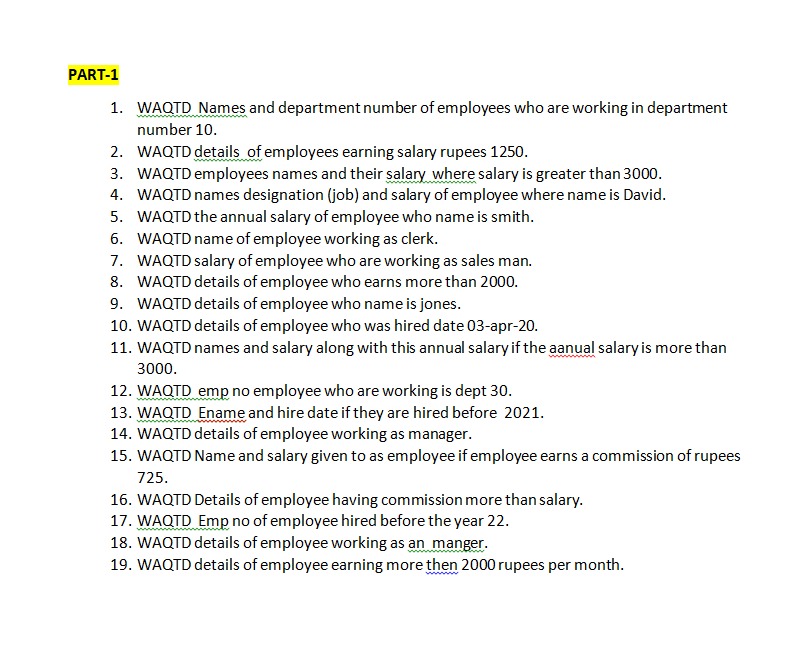 PART-1
1. WAQTD Names and department number of employees who are working in department
number 10.
2. WAQTD details of employees earning salary rupees 1250.
3. WAQTD employees names and their salary where salary is greater than 3000.
4. WAQTD names designation (job) and salary of employee where name is David.
5. WAQTD the annual salary of employee who name is smith.
6. WAQTD name of employee working as clerk.
7. WAQTD salary of employee who are working as sales man.
8. WAQTD details of employee who earns more than 2000.
9. WAQTD details of employee who name is jones.
10. WAQTD details of employee who was hired date 03-apr-20.
11. WAQTD names and salary along with this annual salary if the aanual salary is more than
3000.
12. WAQTD emp no employee who are working is dept 30.
13. WAQTD Ename and hire date if they are hired before 2021.
14. WAQTD details of employee working as manager.
15. WAQTD Name and salary given to as employee if employee earns a commission of rupees
725.
16. WAQTD Details of employee having commission more than salary.
17. WAQTD Emp no of employee hired before the year 22.
18. WAQTD details of employee working as an manger.
19. WAQTD details of employee earning more then 2000 rupees per month.